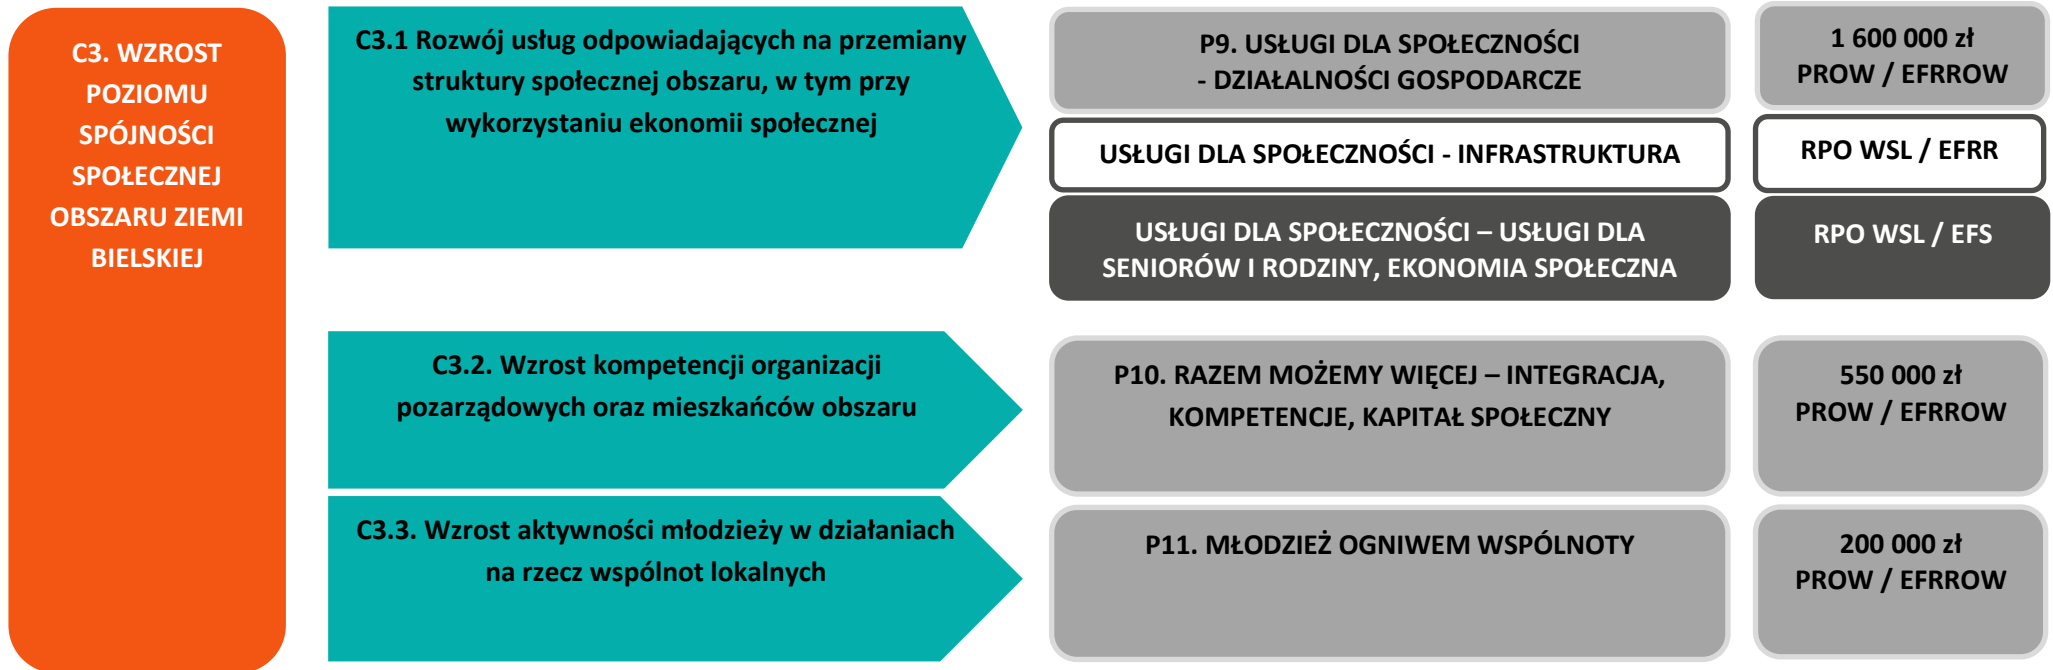 C3. WZROST
POZIOMU
SPÓJNOŚCI
SPOŁECZNEJ
OBSZARU ZIEMI
BIELSKIEJ
C3.1 Rozwój usług odpowiadających na przemiany
struktury społecznej obszaru, w tym przy
wykorzystaniu ekonomii społecznej
P9. USŁUGI DLA SPOŁECZNOŚCI
- DZIAŁALNOŚCI GOSPODARCZE
1 600 000 zł
PROW / EFRROW
USŁUGI DLA SPOŁECZNOŚCI - INFRASTRUKTURA
RPO WSL / EFRR
USŁUGI DLA SPOŁECZNOŚCI – USŁUGI DLA
SENIORÓW I RODZINY, EKONOMIA SPOŁECZNA
RPO WSL / EFS
C3.2. Wzrost kompetencji organizacji
pozarządowych oraz mieszkańców obszaru
P10. RAZEM MOŻEMY WIĘCEJ – INTEGRACJA,
KOMPETENCJE, KAPITAŁ SPOŁECZNY
550 000 zł
PROW / EFRROW
C3.3. Wzrost aktywności młodzieży w działaniach
na rzecz wspólnot lokalnych
P11. MŁODZIEŻ OGNIWEM WSPÓLNOTY
200 000 zł
PROW / EFRROW